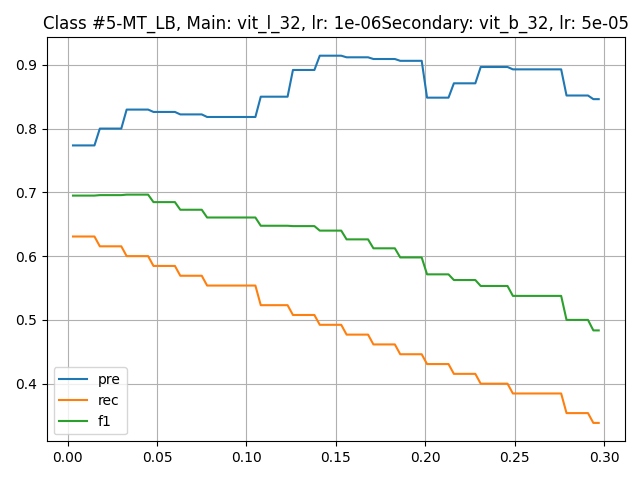 Class #5-MT_LB, Main: vit_l_32, lr: 1e-06Secondary: vit_b_32, lr: 5e-05
0.9
0.8
0.7
0.6
0.5
0.4
pre
rec
f1
0.00 0.05 0.10 0.15 0.20 0.25 0.30